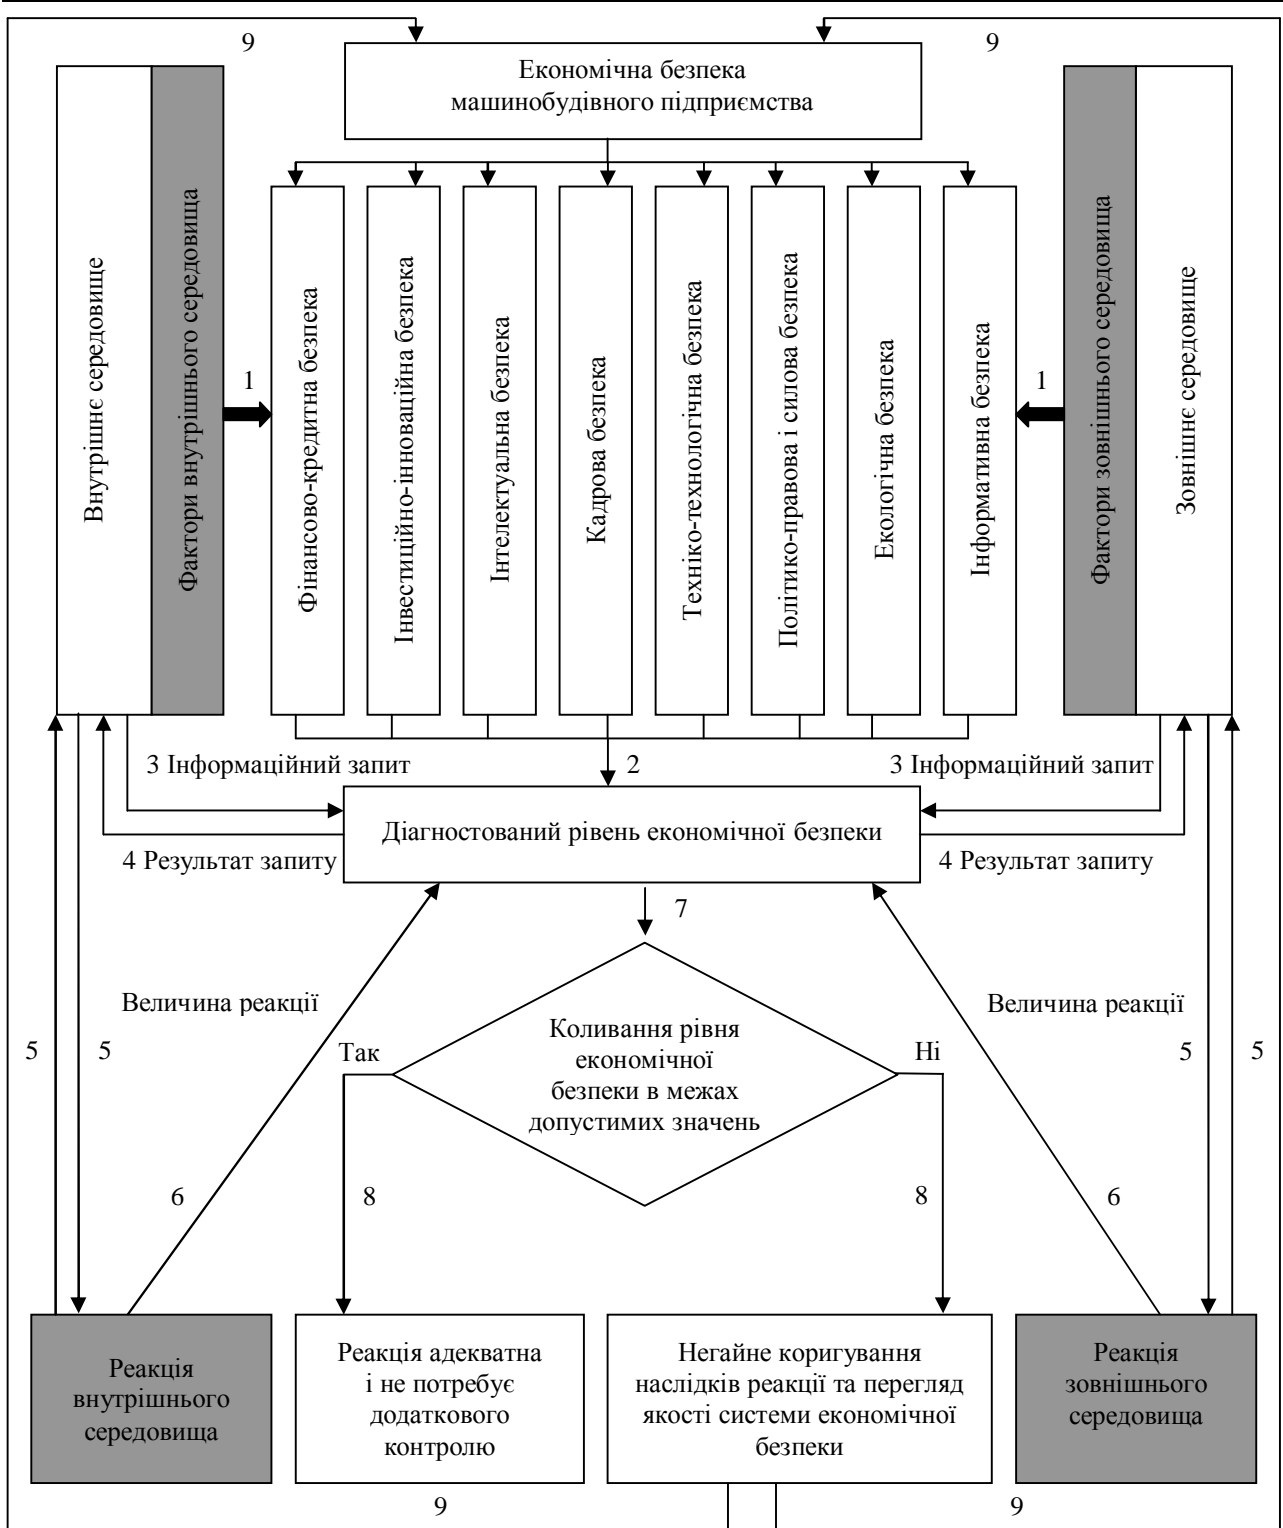 9
9
Економічна безпека
машинобудівного підприємства
Внутрішнє середовище
Фактори внутрішнього середовища
1
Фінансово-кредитна безпека
Інвестиційно-інноваційна безпека
Інтелектуальна безпека
Кадрова безпека
Техніко-технологічна безпека
Політико-правова і силова безпека
Екологічна безпека
Інформативна безпека
1
Фактори зовнішнього середовища
Зовнішнє середовище
3 Інформаційний запит
2
3 Інформаційний запит
Діагностований рівень економічної безпеки
4 Результат запиту
4 Результат запиту
7
Величина реакції
Величина реакції
5
5
Так
Коливання рівня
економічної
безпеки в межах
допустимих значень
Ні
5
5
6
8
8
6
Реакція
внутрішнього
середовища
Реакція адекватна
і не потребує
додаткового
контролю
Негайне коригування
наслідків реакції та перегляд
якості системи економічної
безпеки
Реакція
зовнішнього
середовища
9
9